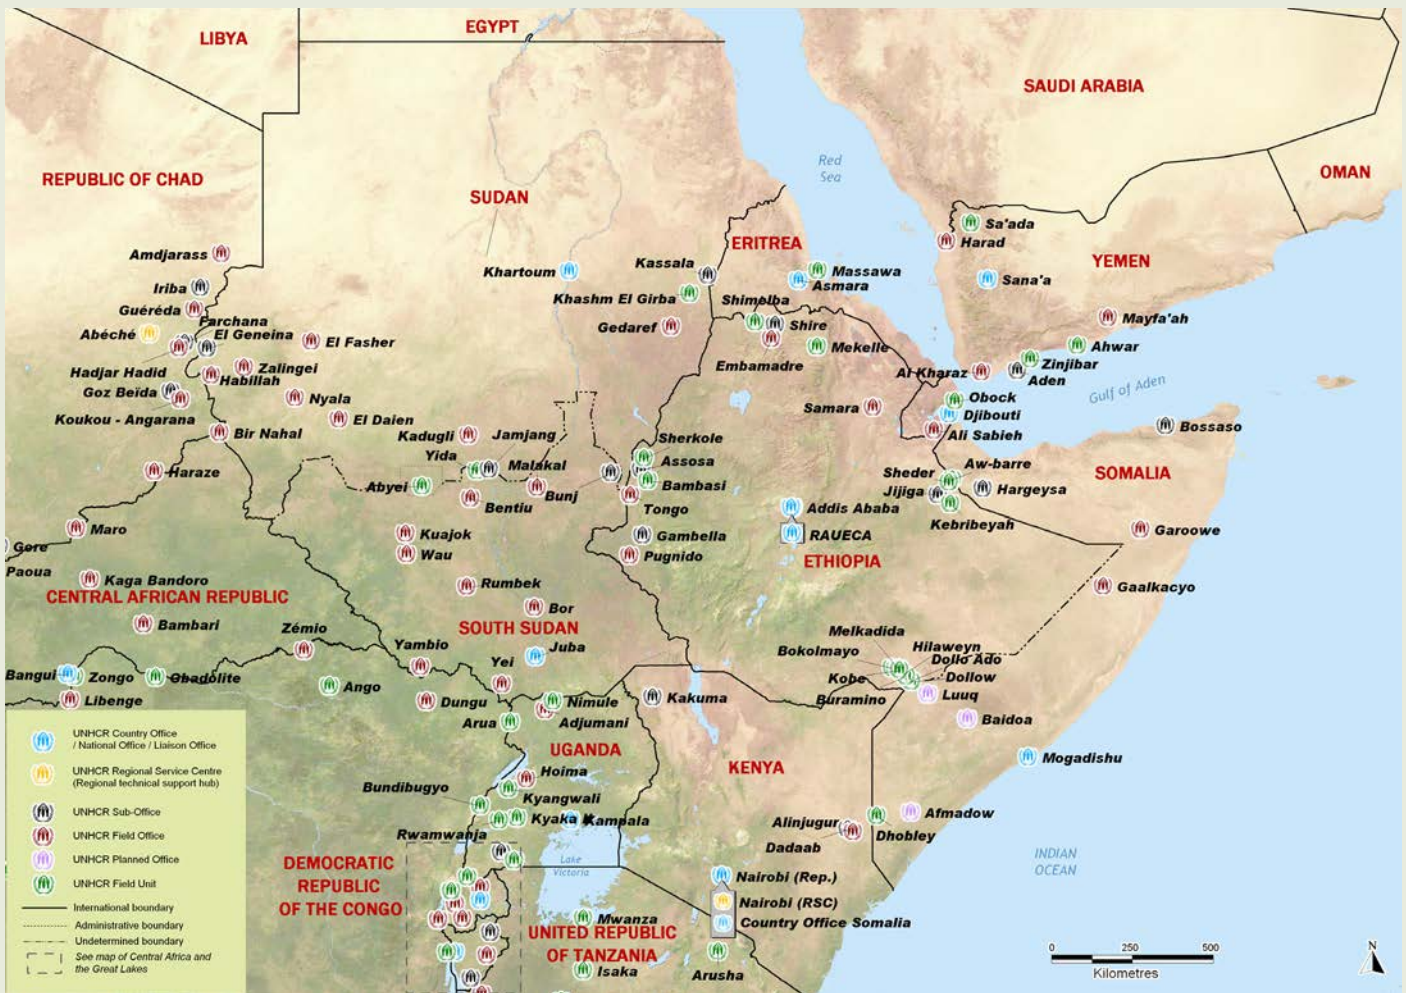 LIBYA
EGYPT
SAUDI ARABIA
OMAN
REPUBLIC OF CHAD
SUDAN
Red
Sea
ERITREA
YEMEN
Sa'ada
Harad
Sana'a
Mayfa'ah
Ahwar
Zinjibar
Aden
Al Kharaz
Gulf of Aden
Amdjarass
Iriba
Guéréda
Farchana
Abéché
El Geneina
Hadjar Hadid
Habillah
Goz Beïda
Koukou - Angarana
Bir Nahal
Haraze
El Fasher
Zalingei
Nyala
El Daien
Khartoum
Kassala
Khashm El Girba
Gedaref
Massawa
Asmara
Shimelba
Shire
Embamadre
Mekelle
Samara
Obock
Djibouti
Ali Sabieh
Bossaso
SOMALIA
Kadugli
Jamjang
Yida
Malakal
Abyei
Bentiu
Bunj
Sherkole
Assosa
Bambasi
Tongo
Gambella
Pugnido
Sheder
Aw-barre
Jijiga
Hargeysa
Kebribeyah
Addis Ababa
RAUECA
ETHIOPIA
Garoowe
Gaalkacyo
Maro
Gore
Paoua
Kaga Bandoro
CENTRAL AFRICAN REPUBLIC
Bambari
Kuajok
Wau
Rumbek
Bor
SOUTH SUDAN
Juba
Zémio
Yambio
Yei
Bangui
Zongo
Gbadolite
Libenge
Ango
Dungu
Nimule
Adjumani
Arua
Kakuma
Melkadida
Bokolmayo
Hilaweyn
Dollo Ado
Kobe
Dollow
Buramino
Luuq
Baidoa
Mogadishu
UGANDA
KENYA
Hoima
Bundibugyo
Kyangwali
Kyaka II
Kampala
Rwamwanja
Lake
Victoria
Alinjugur
Dadaab
Dhobley
Afmadow
INDIAN
OCEAN
DEMOCRATIC
REPUBLIC
OF THE CONGO
Nairobi (Rep.)
Nairobi (RSC)
Country Office Somalia
Mwanza
UNITED REPUBLIC
OF TANZANIA
Isaka
Arusha
UNHCR Country Office
/ National Office / Liaison Office
UNHCR Regional Service Centre
(Regional technical support hub)
UNHCR Sub-Office
UNHCR Field Office
UNHCR Planned Office
UNHCR Field Unit
International boundary
Administrative boundary
Undetermined boundary
See map of Central Africa and
the Great Lakes
0 250 500
Kilometres
N